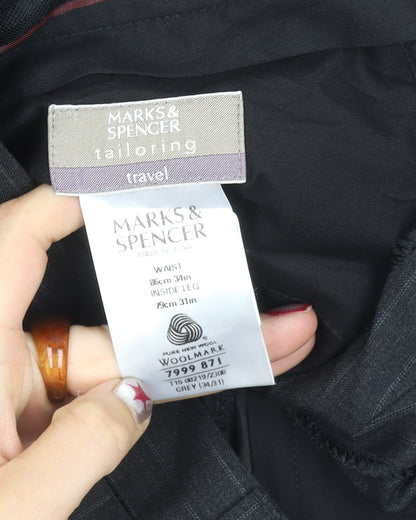 MARKS&
SPENCER
tailoring
travel
MARKS&
SPENCER
WAIST
86cm 34in
INSIDE LEG
79cm 31in
PURE NEW WOOL
WOOLMARK
7999 871
GREY (34/31)